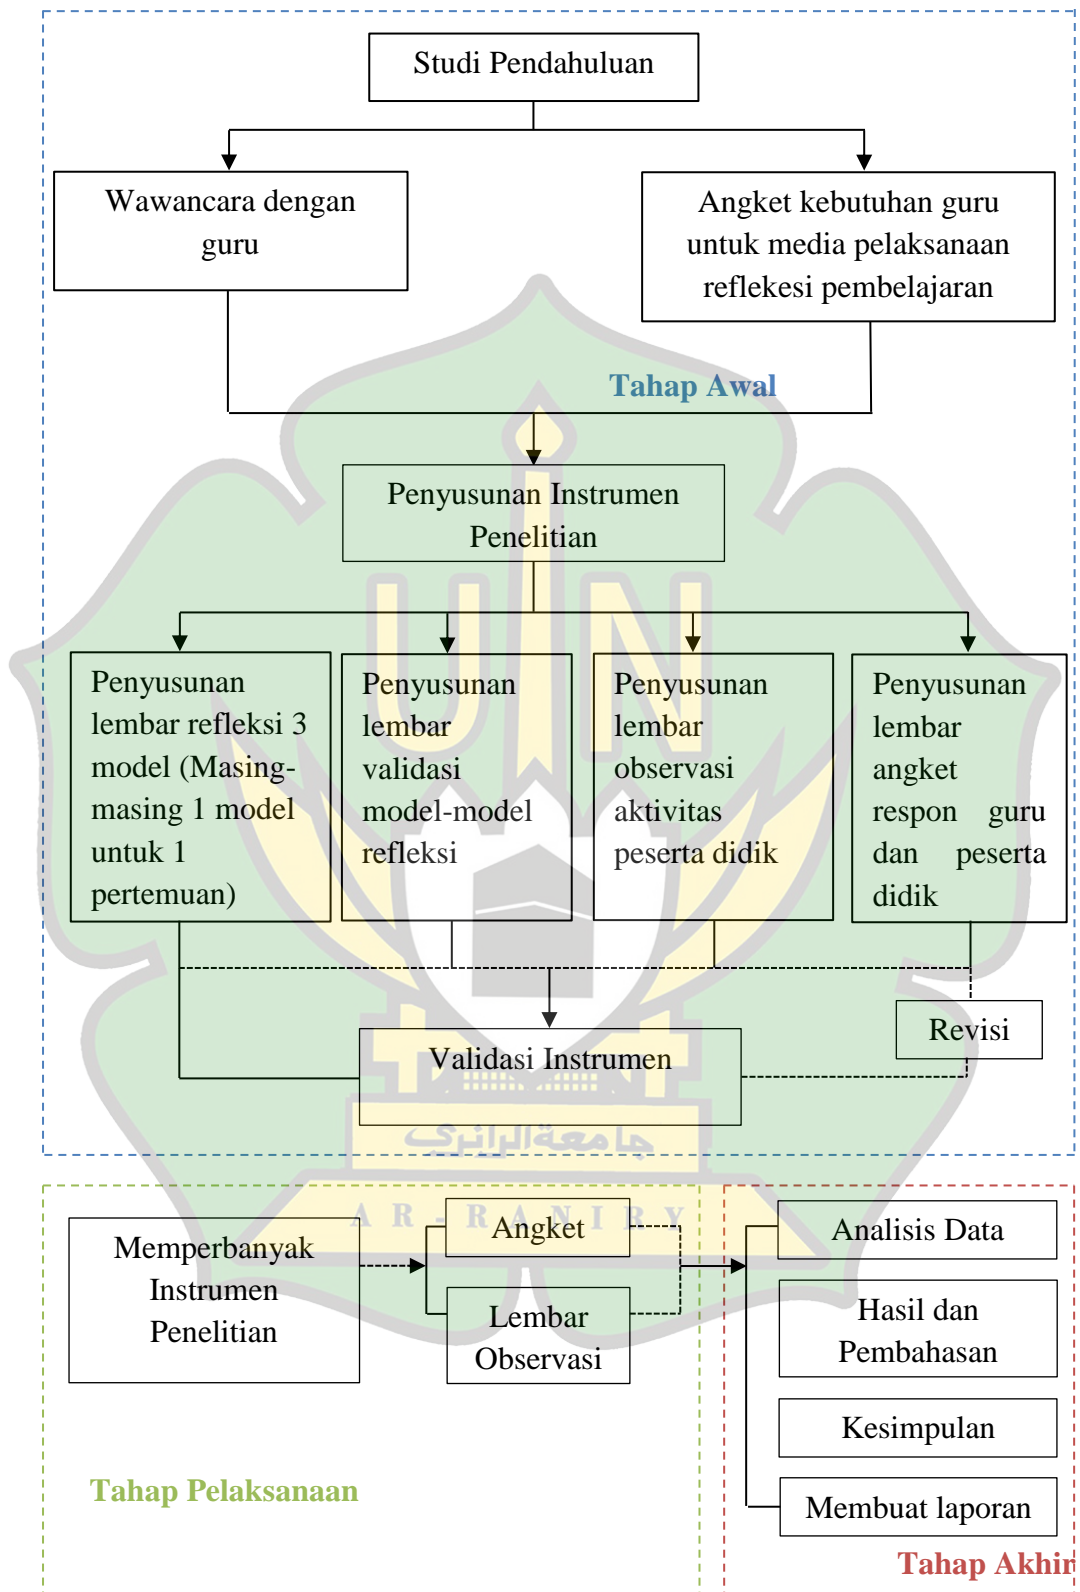 Studi Pendahuluan
Wawancara dengan
guru
Angket kebutuhan guru
untuk media pelaksanaan
reflekesi pembelajaran
Tahap Awal
Penyusunan Instrumen
Penelitian
UIN
Penyusunan
lembar refleksi 3
model (Masing-
masing 1 model
untuk 1
pertemuan)
Penyusunan
lembar
validasi
model-model
refleksi
Penyusunan
lembar
observasi
aktivitas
peserta didik
Penyusunan
lembar
angket
respon guru
dan peserta
didik
Revisi
Validasi Instrumen
جامعة الرانري
AR-RANIRY
Memperbanyak
Instrumen
Penelitian
Angket
Lembar
Observasi
Tahap Pelaksanaan
Analisis Data
Hasil dan
Pembahasan
Kesimpulan
Membuat laporan
Tahap Akhir